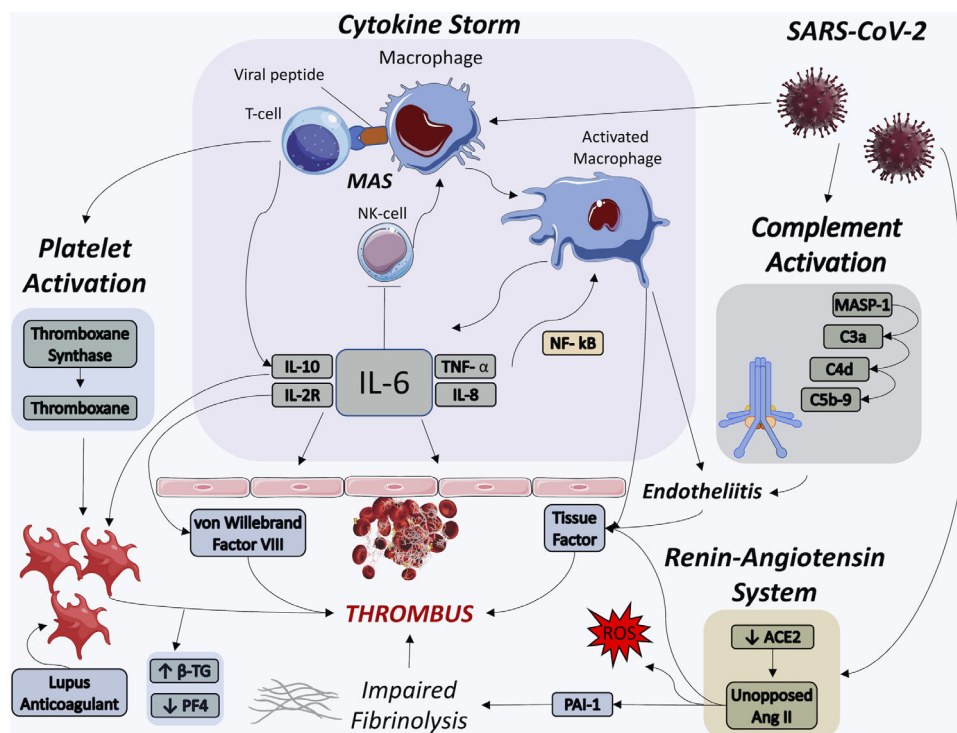 Cytokine Storm
SARS-CoV-2
Macrophage
Viral peptide
T-cell
Activated
Macrophage
MAS
NK-cell
Platelet
Activation
Complement
Activation
Thromboxane
Synthase
Thromboxane
MASP-1
C3a
C4d
C5b-9
NF- kB
IL-10
IL-2R
IL-6
TNF- α
IL-8
Endotheliitis
von Willebrand
Factor VIII
Tissue
Factor
Renin-Angiotensin
System
THROMBUS
ROS
↓ ACE2
Unopposed
Ang II
Lupus
Anticoagulant
↑ β-TG
↓ PF4
Impaired
Fibrinolysis
PAI-1